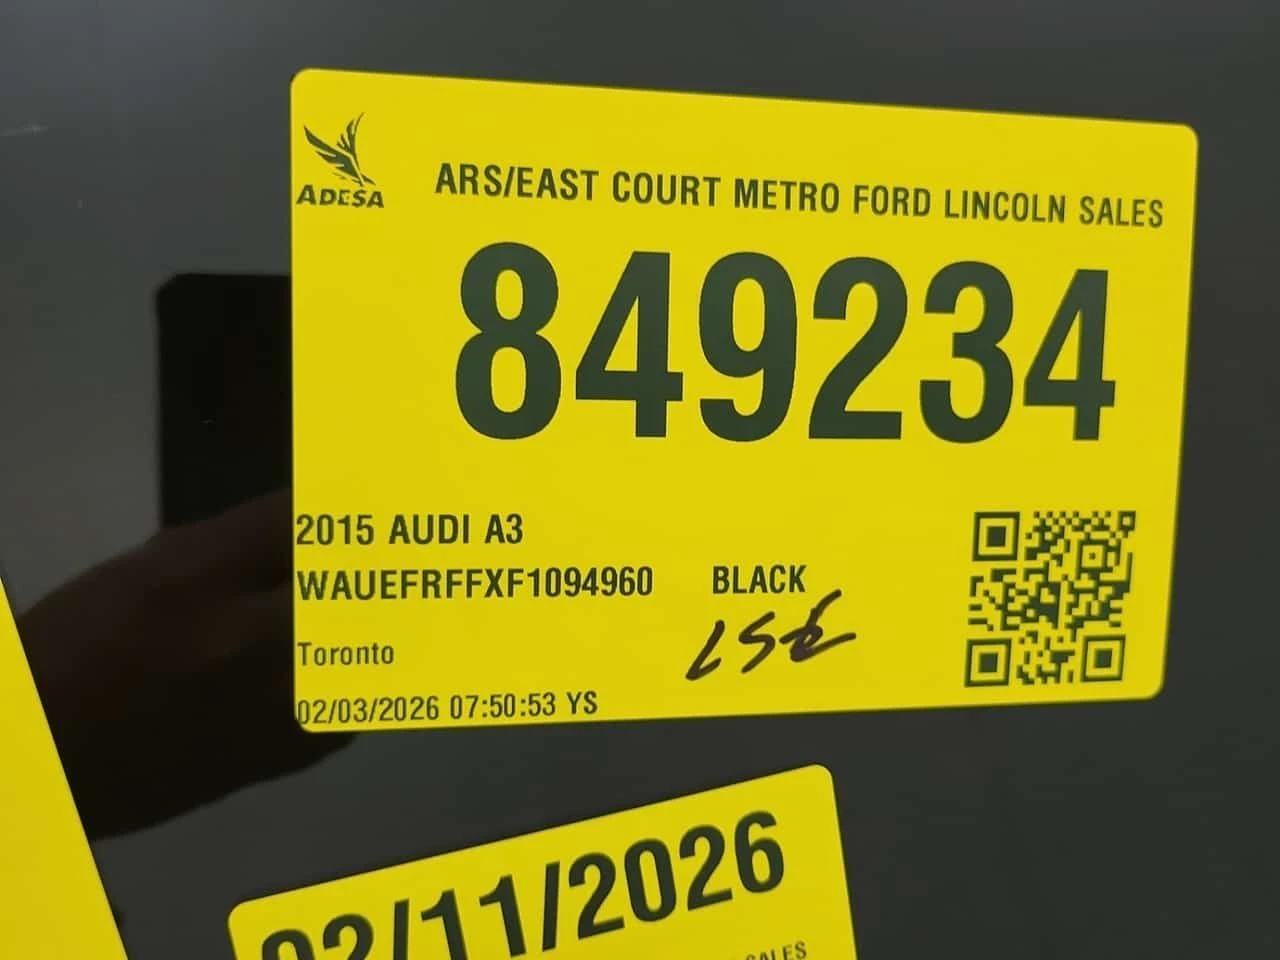 ADESA
ARS/EAST COURT METRO FORD LINCOLN SALES
849234
2015 AUDI A3
WAUEFRFFXF1094960 BLACK
Toronto
02/03/2026 07:50:53 YS
02/11/2026
SALES